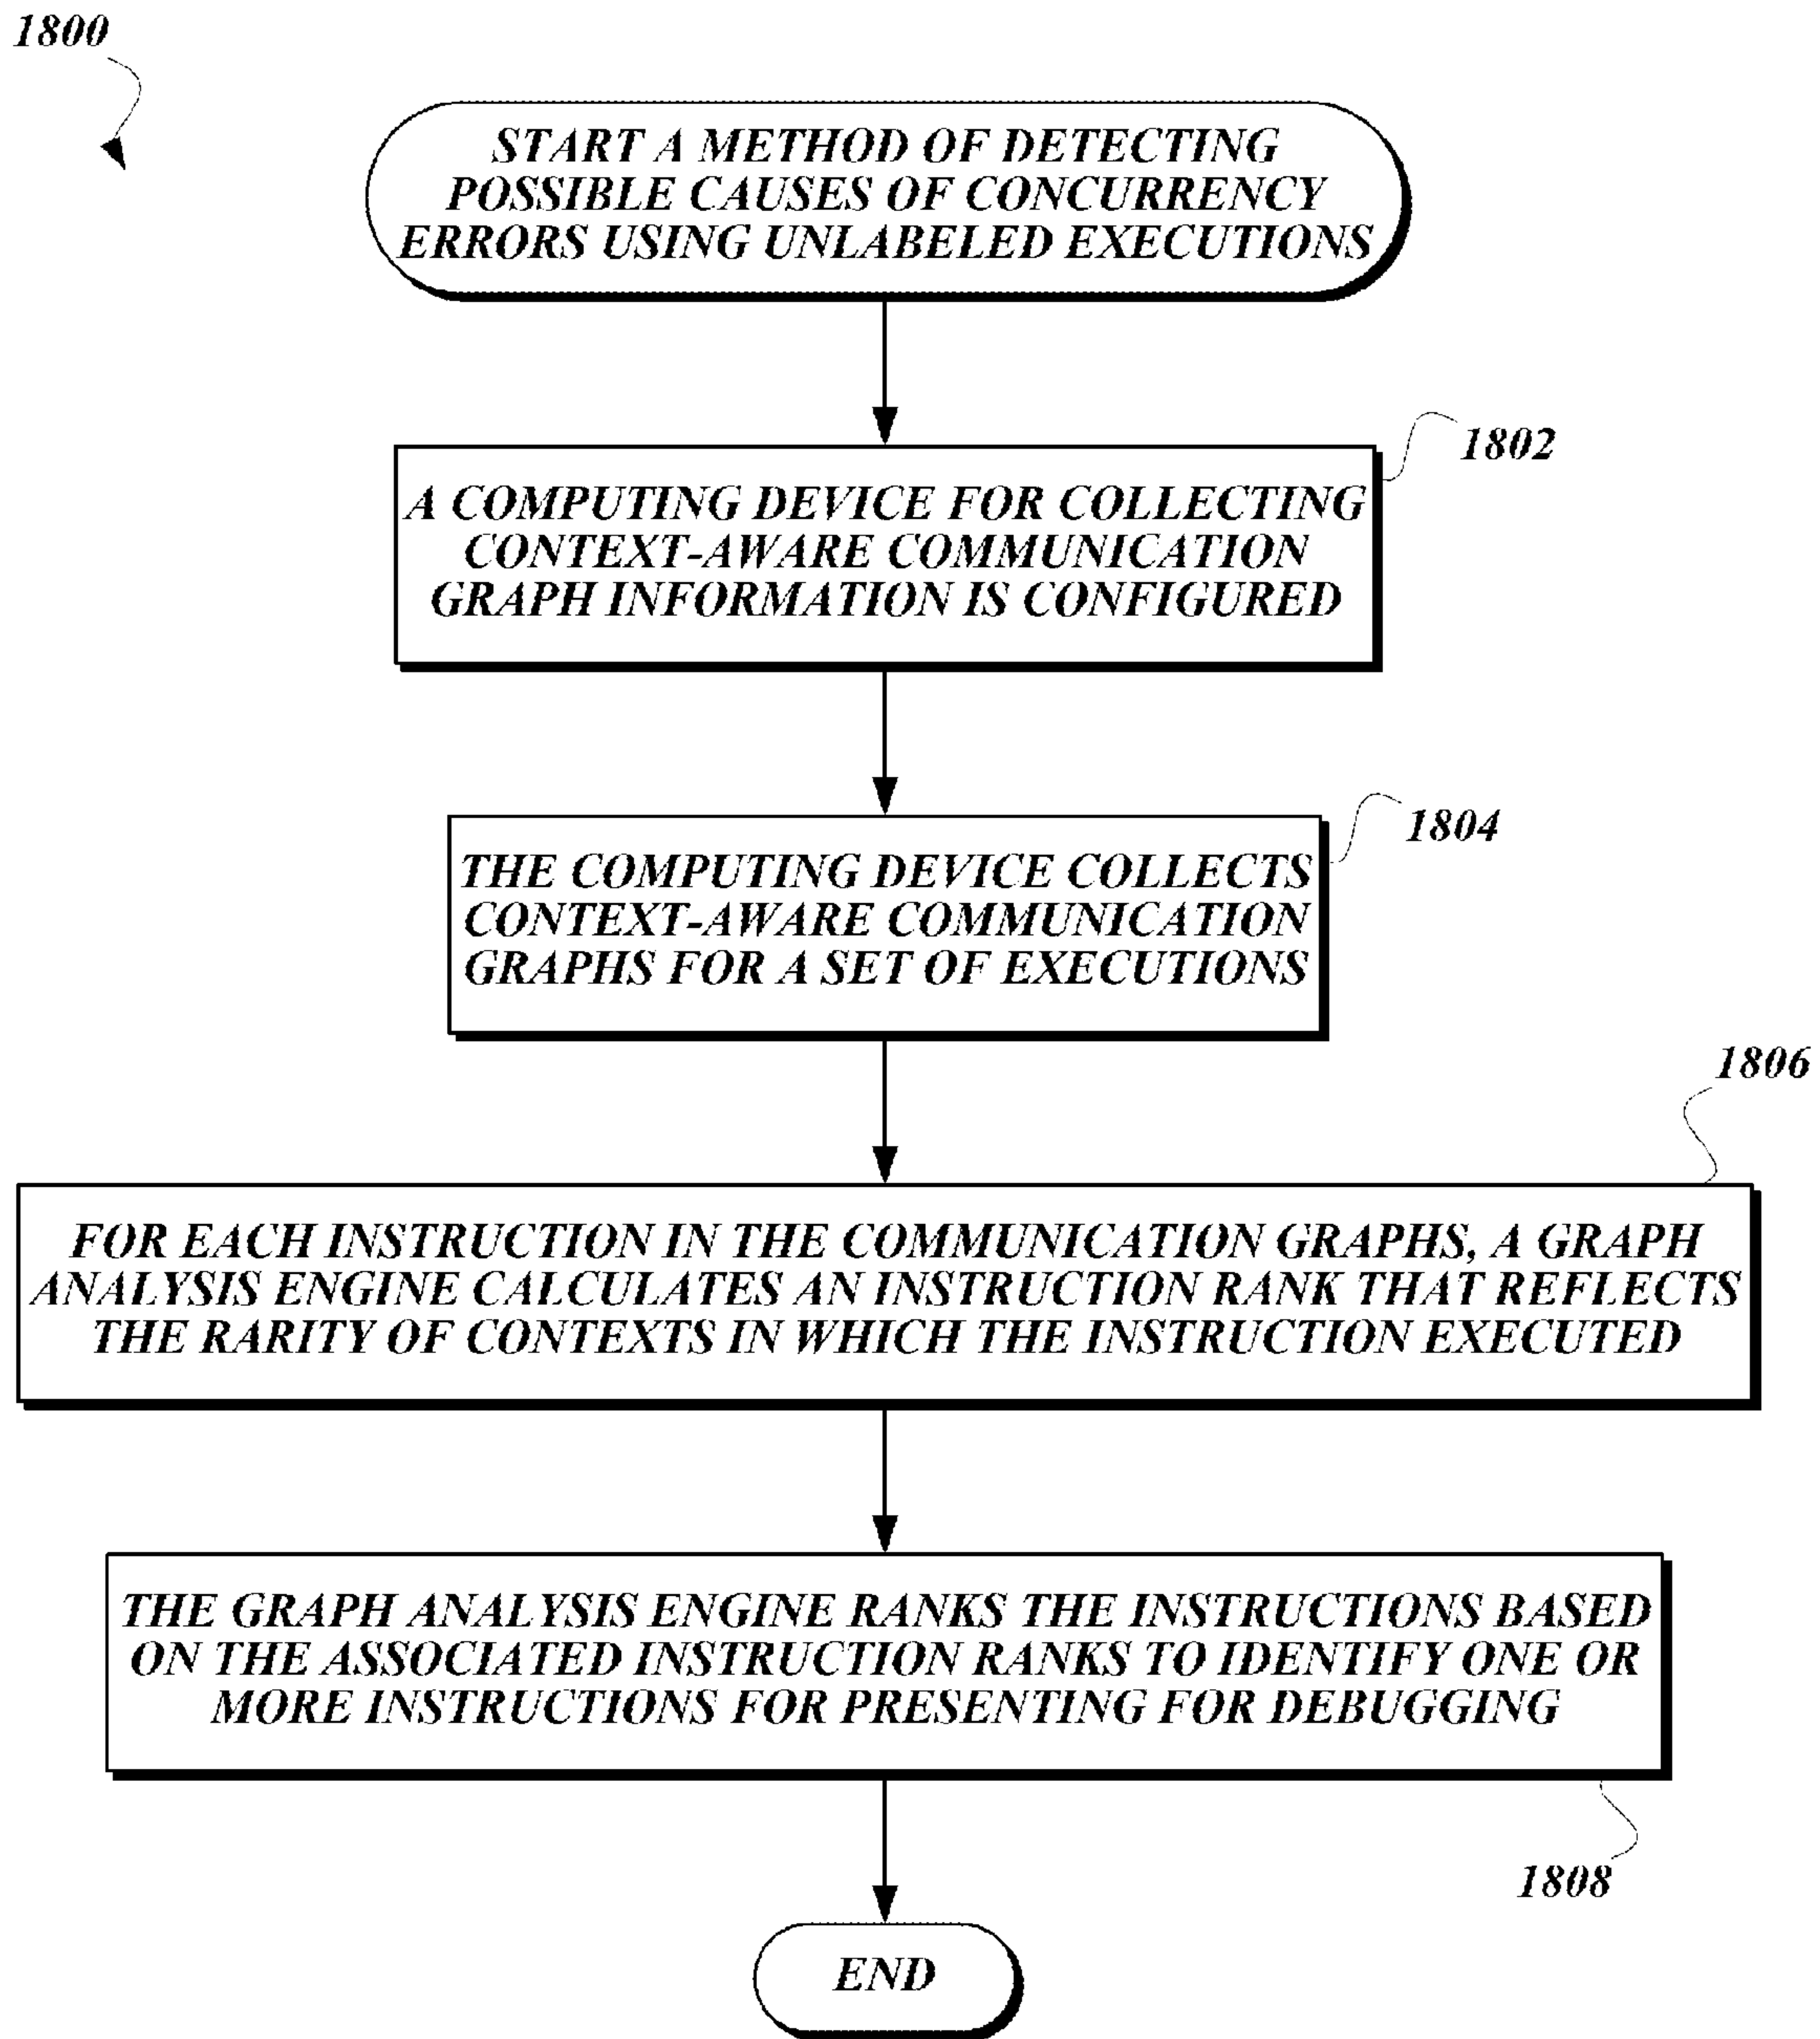 1800
START A METHOD OF DETECTING
POSSIBLE CAUSES OF CONCURRENCY
ERRORS USING UNLABELED EXECUTIONS
1802
A COMPUTING DEVICE FOR COLLECTING
CONTEXT-AWARE COMMUNICATION
GRAPH INFORMATION IS CONFIGURED
1804
THE COMPUTING DEVICE COLLECTS
CONTEXT-AWARE COMMUNICATION
GRAPHS FOR A SET OF EXECUTIONS
1806
FOR EACH INSTRUCTION IN THE COMMUNICATION GRAPHS, A GRAPH
ANALYSIS ENGINE CALCULATES AN INSTRUCTION RANK THAT REFLECTS
THE RARITY OF CONTEXTS IN WHICH THE INSTRUCTION EXECUTED
THE GRAPH ANALYSIS ENGINE RANKS THE INSTRUCTIONS BASED
ON THE ASSOCIATED INSTRUCTION RANKS TO IDENTIFY ONE OR
MORE INSTRUCTIONS FOR PRESENTING FOR DEBUGGING
1808
END